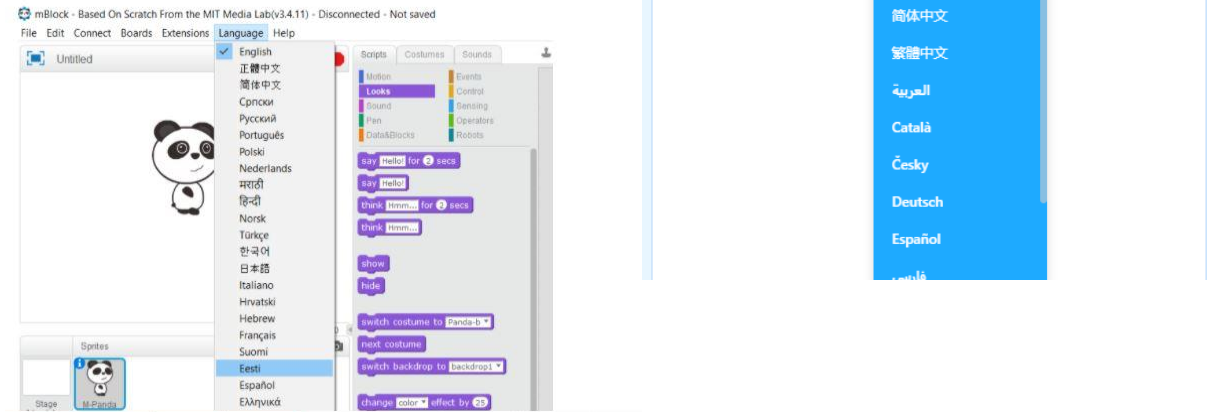 mBlock - Based On Scratch From the MIT Media Lab(v3.4.11) - Disconnected - Not saved
File Edit Connect Boards Extensions Language Help
Untitled
English
正體中文
简体中文
Српски
Русский
Português
Polski
Nederlands
मराठी
हिन्दी
Norsk
Türkçe
한국어
日本語
Italiano
Hrvatski
Hebrew
Français
Suomi
Eesti
Español
Ελληνικά
Scripts Costumes Sounds
Motion Events
Looks Control
Sound Sensing
Pen Operators
Data&Blocks Robots
say Hello! for 2 secs
say Hello!
think Hmm... for 2 secs
think Hmm...
show
hide
switch costume to Panda-b
next costume
switch backdrop to backdrop1
change color effect by 25
Sprites
Stage
M-Panda
简体中文
繁體中文
العربية
Català
Česky
Deutsch
Español
فارسی